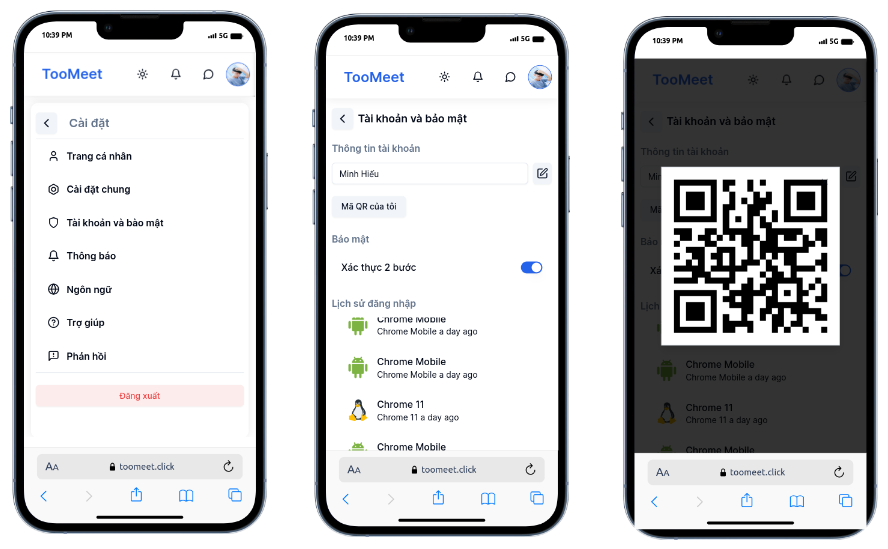 10:39 PM
5G
TooMeet
Cài đặt
Trang cá nhân
Cài đặt chung
Tài khoản và bảo mật
Thông báo
Ngôn ngữ
Trợ giúp
Phản hồi
Đăng xuất
AA
toomeet.click
10:39 PM
5G
TooMeet
Tài khoản và bảo mật
Thông tin tài khoản
Minh Hiếu
Mã QR của tôi
Bảo mật
Xác thực 2 bước
Lịch sử đăng nhập
Chrome Mobile
Chrome Mobile a day ago
Chrome Mobile
Chrome Mobile a day ago
Chrome 11
Chrome 11 a day ago
Chrome Mobile
AA
toomeet.click
10:39 PM
5G
TooMeet
Tài khoản và bảo mật
Thông tin tài khoản
Chrome Mobile
Chrome Mobile a day ago
Chrome 11
Chrome 11 a day ago
Chrome Mobile
AA
toomeet.click